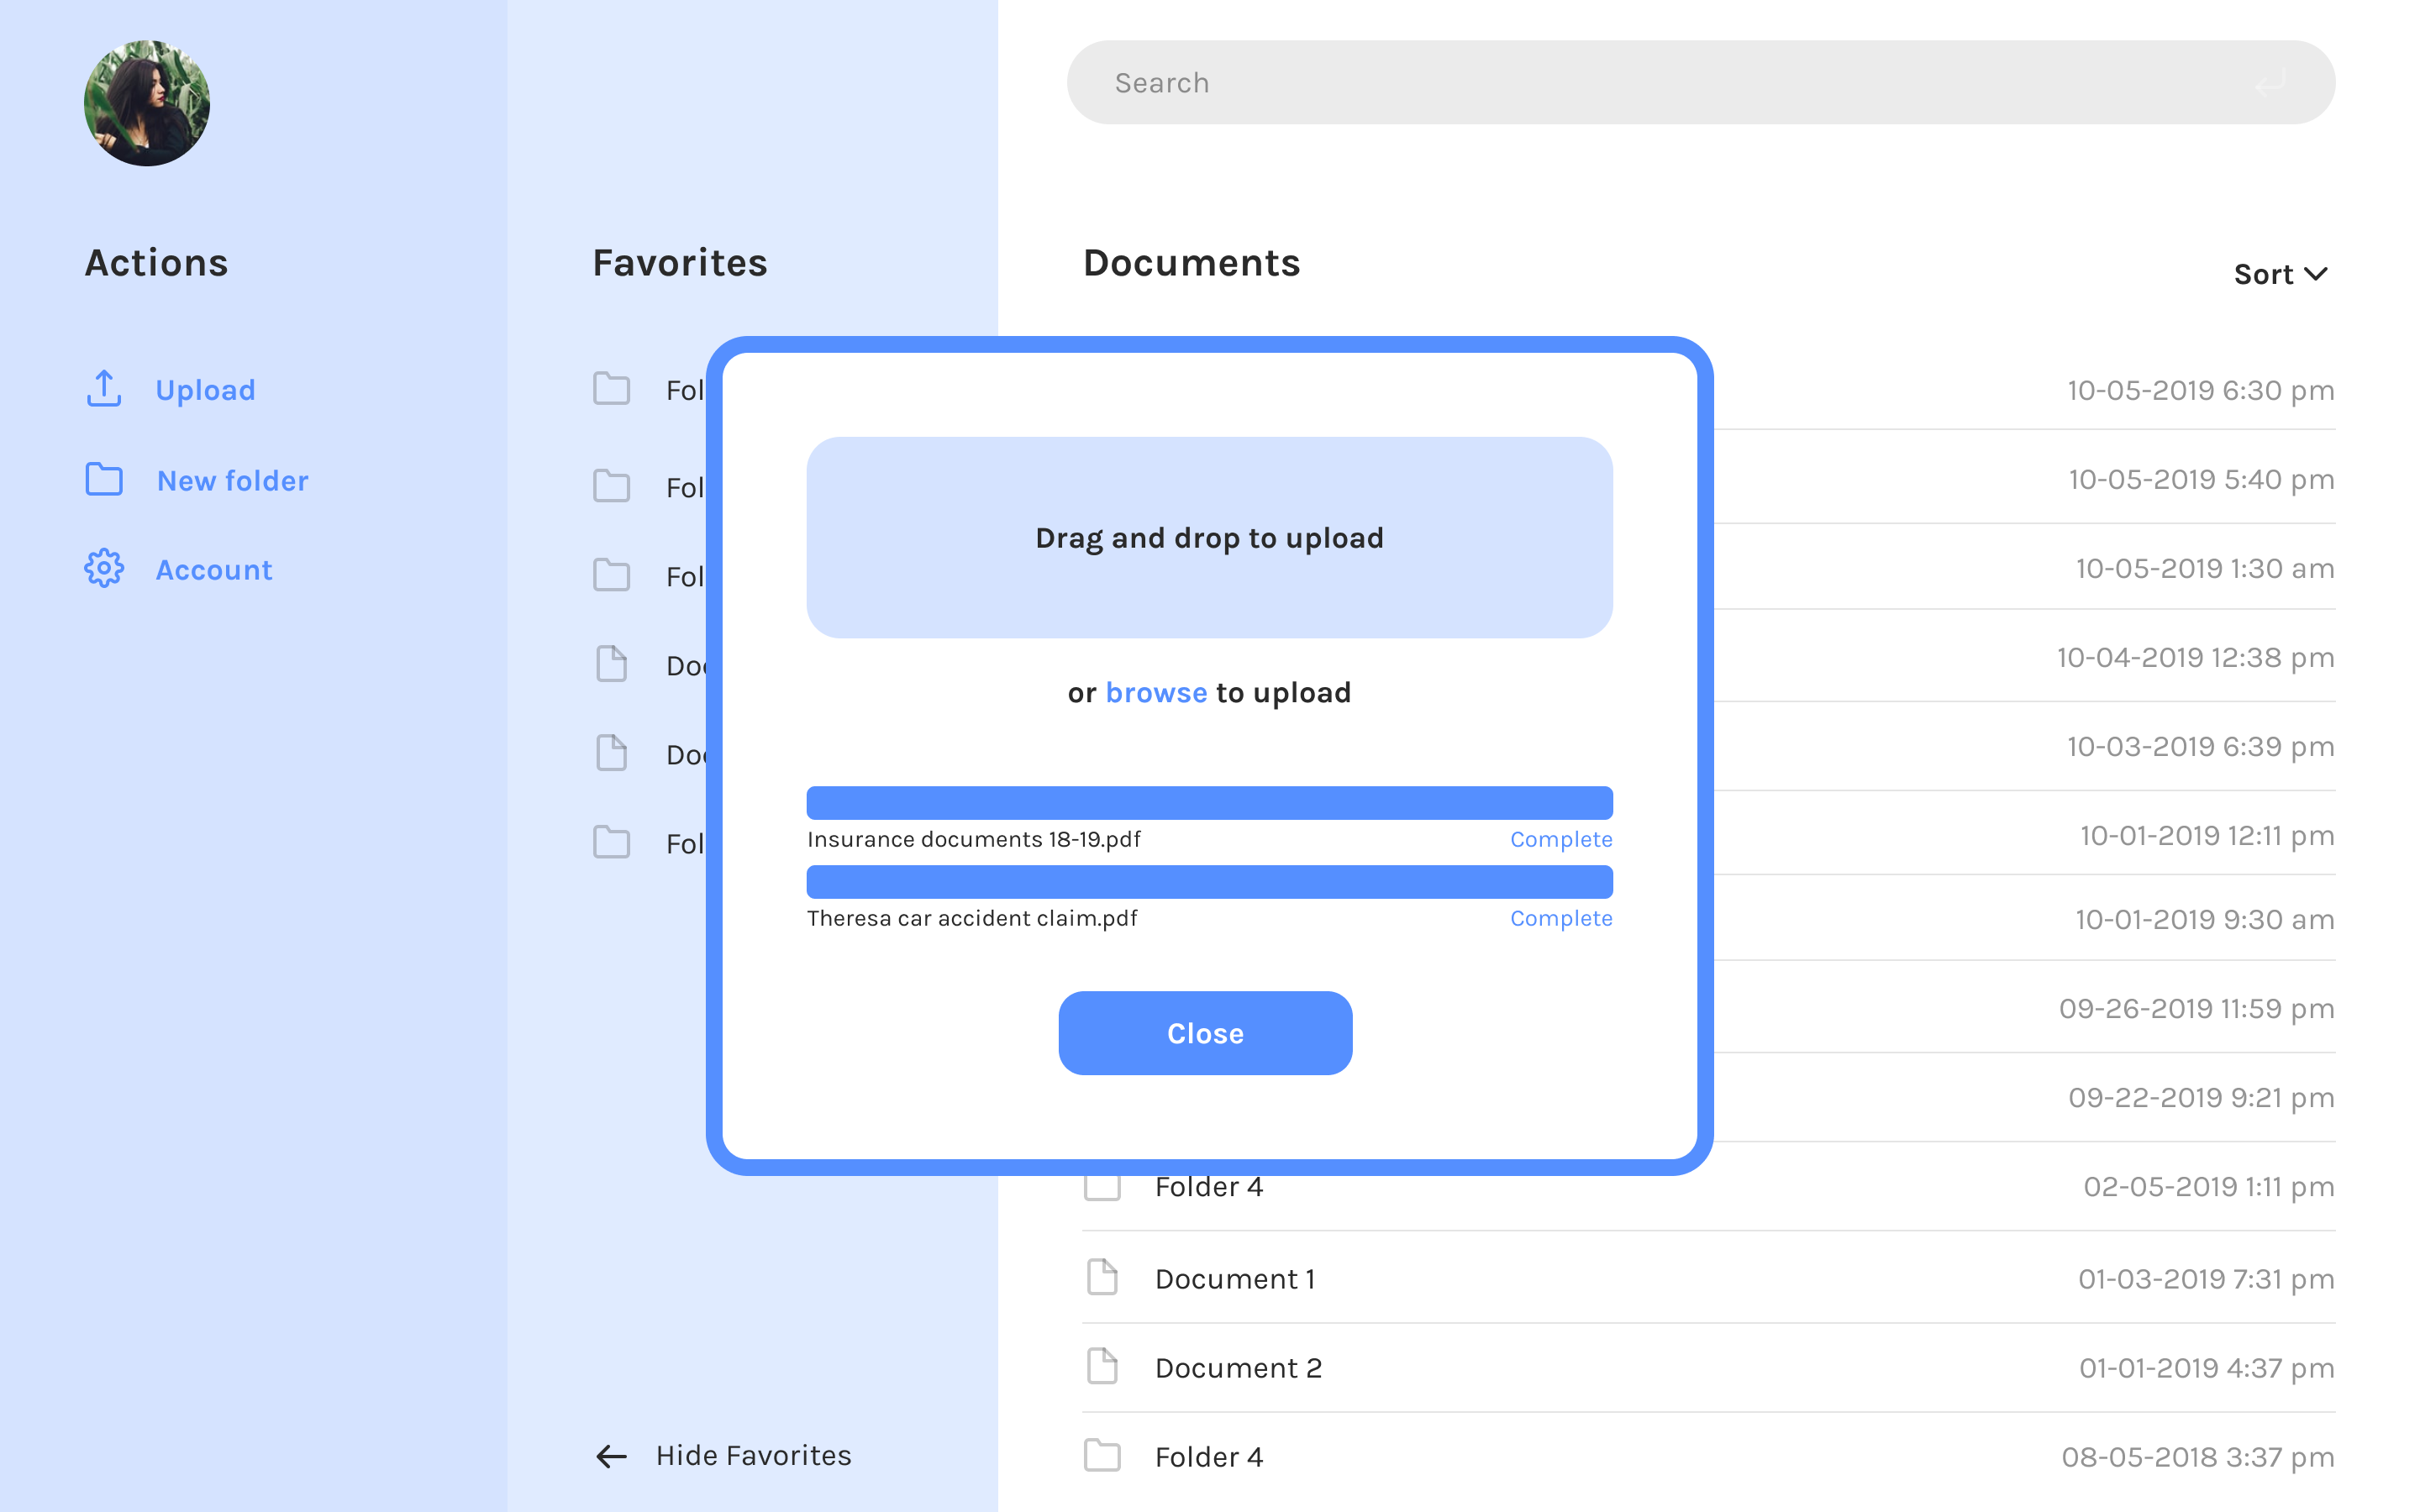 Search
Actions
Favorites
Documents
Sort
Upload
New folder
Account
Fol
Fol
Fol
Doc
Doc
Fol
Hide Favorites
Drag and drop to upload
or browse to upload
Insurance documents 18-19.pdf Complete
Theresa car accident claim.pdf Complete
Close
10-05-2019 6:30 pm
10-05-2019 5:40 pm
10-05-2019 1:30 am
10-04-2019 12:38 pm
10-03-2019 6:39 pm
10-01-2019 12:11 pm
10-01-2019 9:30 am
09-26-2019 11:59 pm
09-22-2019 9:21 pm
Folder 4 02-05-2019 1:11 pm
Document 1 01-03-2019 7:31 pm
Document 2 01-01-2019 4:37 pm
Folder 4 08-05-2018 3:37 pm